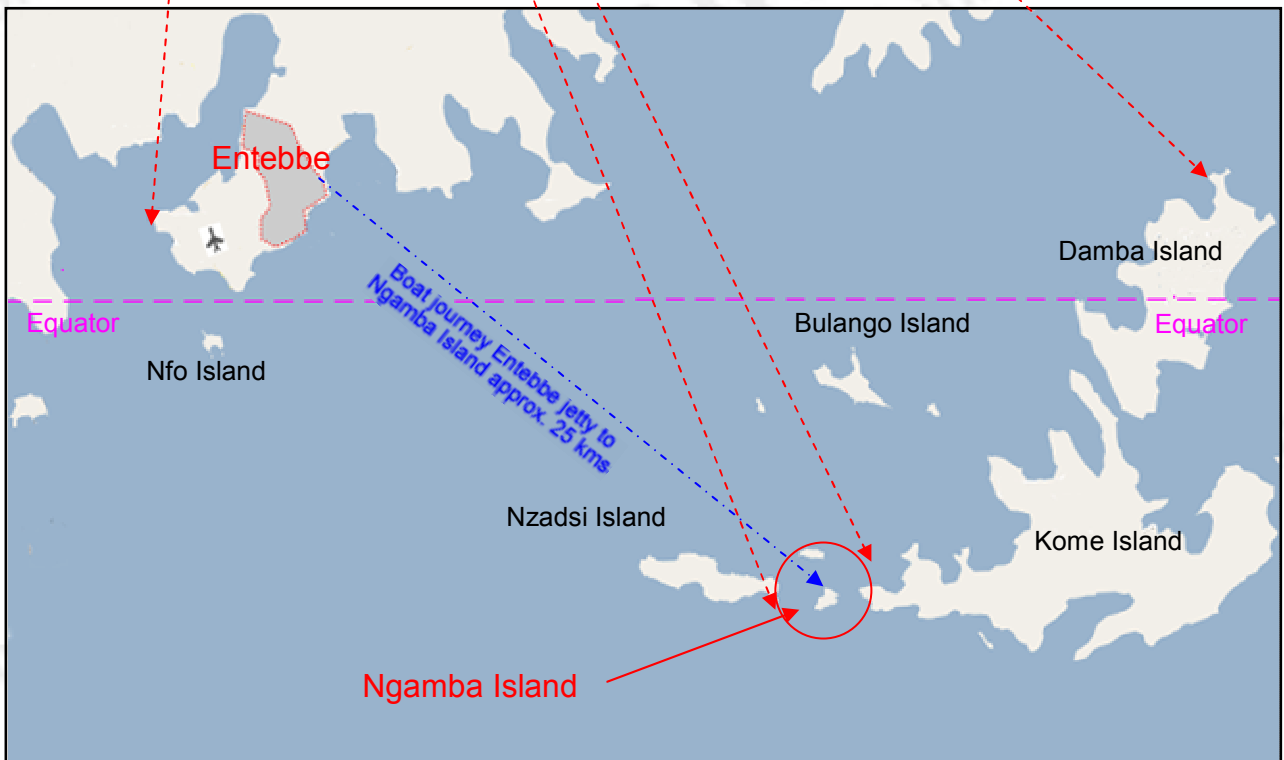 Entebbe
Damba Island
Boat journey Entebbe jetty to
Ngamba Island approx. 25 kms
Equator
Bulango Island
Equator
Nfo Island
Nzadsi Island
Kome Island
Ngamba Island